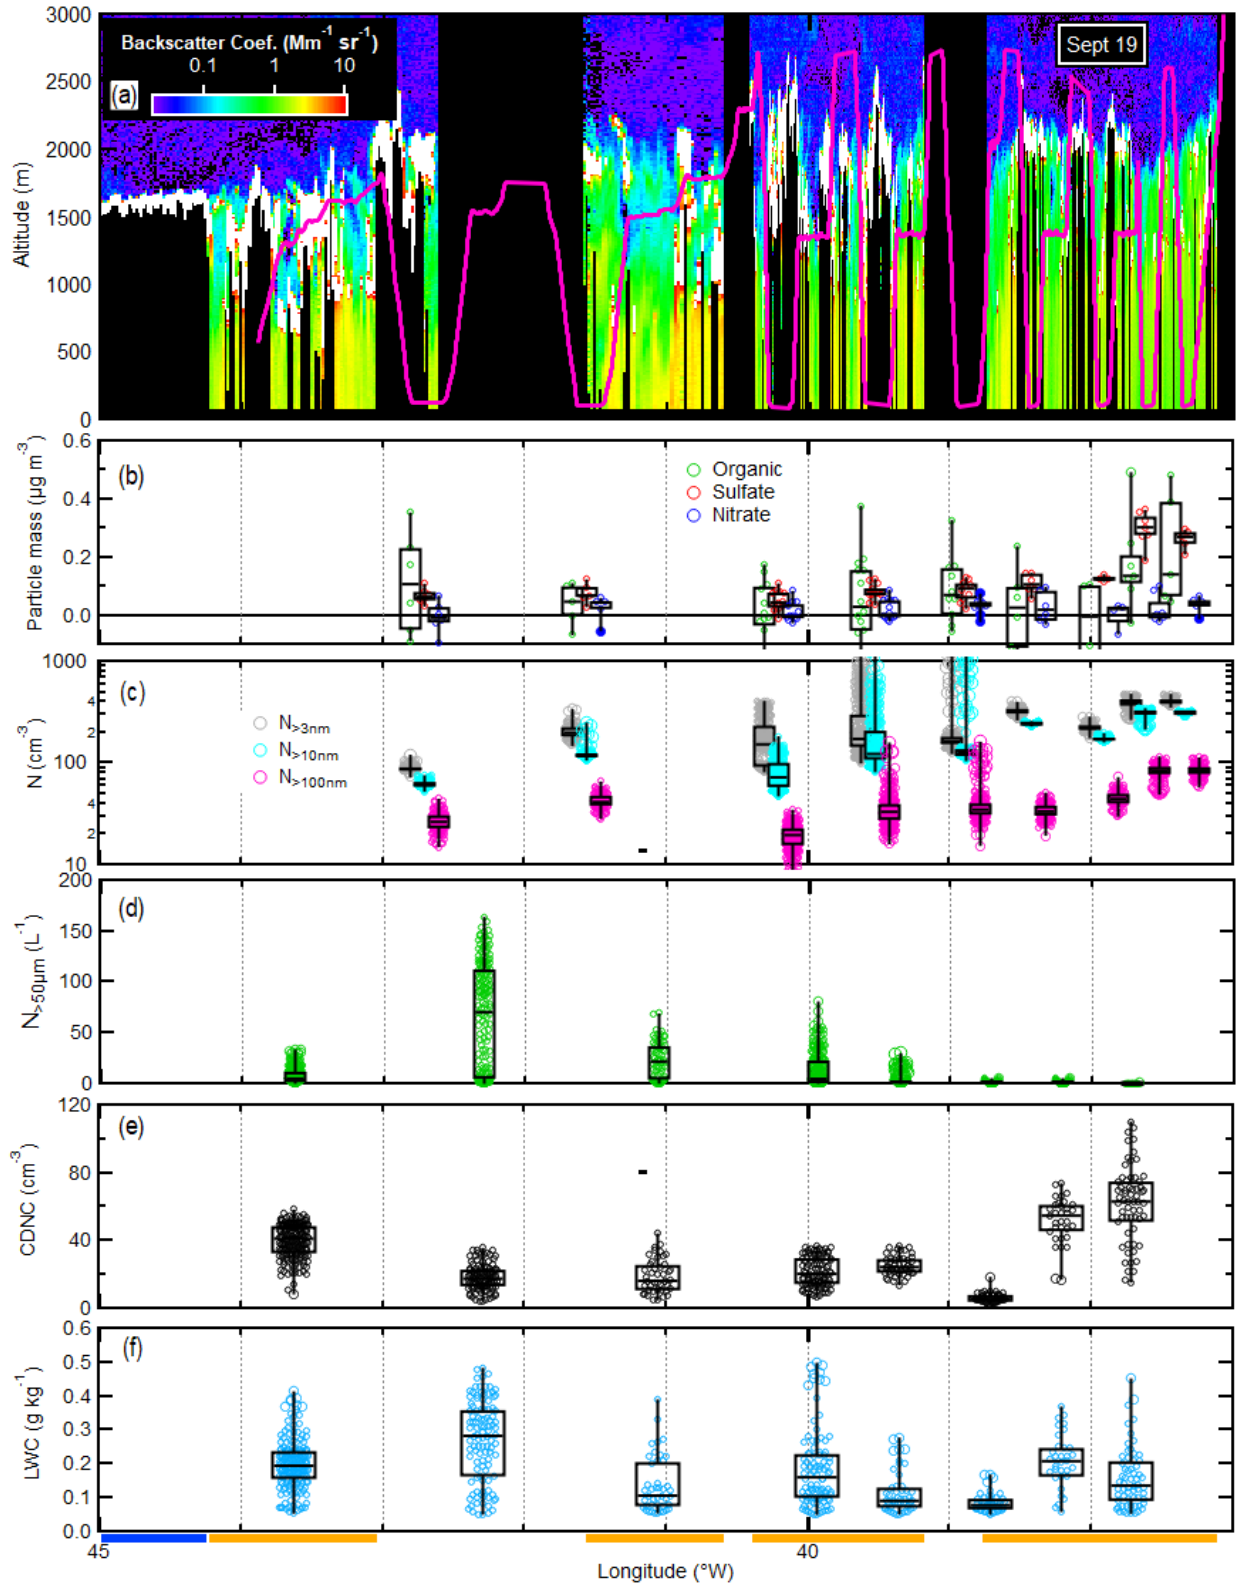 3000
2500
2000
1500
1000
500
0
Altitude (m)
Backscatter Coef. (Mm⁻¹ sr⁻¹)
0.1 1 10
(a)
Sept 19
0.6
0.4
0.2
0.0
Particle mass (µg m⁻³)
(b)
Organic
Sulfate
Nitrate
1000
4
2
100
4
2
10
N (cm⁻³)
(c)
N>3nm
N>10nm
N>100nm
200
150
100
50
0
N>50µm (L⁻¹)
(d)
120
80
40
0
CDNC (cm⁻³)
(e)
0.6
0.5
0.4
0.3
0.2
0.1
0.0
LWC (g kg⁻¹)
(f)
45 40
Longitude (°W)